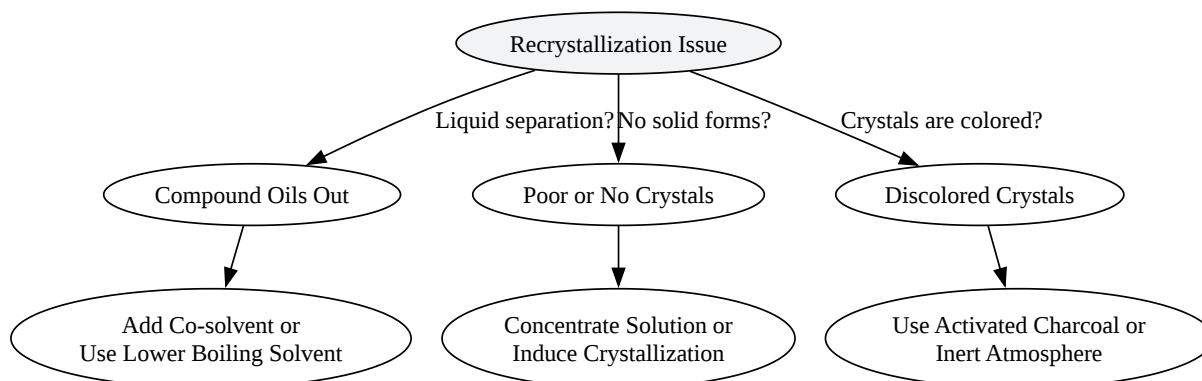 Recrystallization Issue
Liquid separation?
No solid forms?
Crystals are colored?
Compound Oils Out
Poor or No Crystals
Discolored Crystals
Add Co-solvent or
Use Lower Boiling Solvent
Concentrate Solution or
Induce Crystallization
Use Activated Charcoal or
Inert Atmosphere